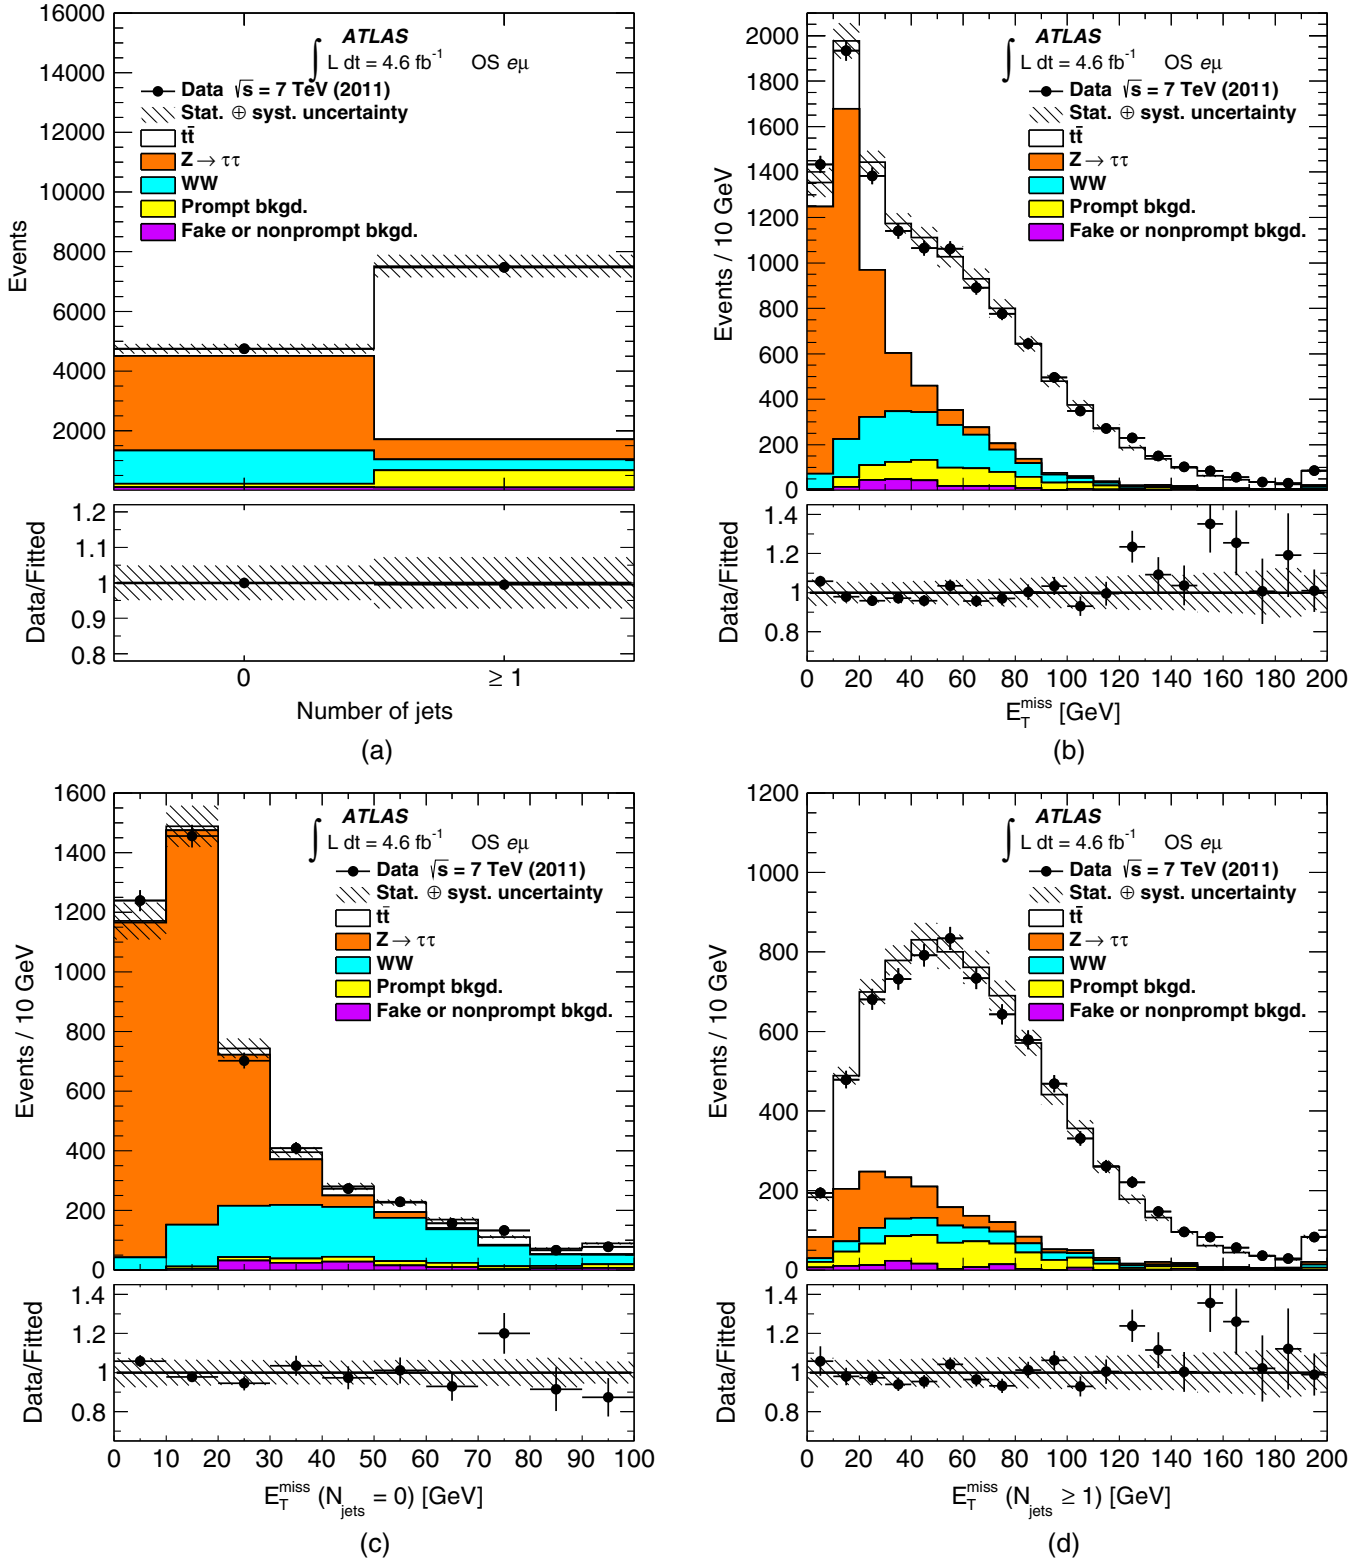 16000
14000
12000
10000
8000
6000
4000
2000
Events
ATLAS
∫ L dt = 4.6 fb⁻¹ OS eμ
Data √s = 7 TeV (2011)
Stat. ⊕ syst. uncertainty
tt̄
Z → ττ
WW
Prompt bkgd.
Fake or nonprompt bkgd.
1.2
1.1
1
0.9
0.8
Data/Fitted
0 ≥ 1
Number of jets
(a)
2000
1800
1600
1400
1200
1000
800
600
400
200
0
Events / 10 GeV
ATLAS
∫ L dt = 4.6 fb⁻¹ OS eμ
Data √s = 7 TeV (2011)
Stat. ⊕ syst. uncertainty
tt̄
Z → ττ
WW
Prompt bkgd.
Fake or nonprompt bkgd.
1.4
1.2
1
0.8
Data/Fitted
0 20 40 60 80 100 120 140 160 180 200
E_T^miss [GeV]
(b)
1600
1400
1200
1000
800
600
400
200
0
Events / 10 GeV
ATLAS
∫ L dt = 4.6 fb⁻¹ OS eμ
Data √s = 7 TeV (2011)
Stat. ⊕ syst. uncertainty
tt̄
Z → ττ
WW
Prompt bkgd.
Fake or nonprompt bkgd.
1.4
1.2
1
0.8
Data/Fitted
0 10 20 30 40 50 60 70 80 90 100
E_T^miss (N_jets = 0) [GeV]
(c)
1200
1000
800
600
400
200
0
Events / 10 GeV
ATLAS
∫ L dt = 4.6 fb⁻¹ OS eμ
Data √s = 7 TeV (2011)
Stat. ⊕ syst. uncertainty
tt̄
Z → ττ
WW
Prompt bkgd.
Fake or nonprompt bkgd.
1.4
1.2
1
0.8
Data/Fitted
0 20 40 60 80 100 120 140 160 180 200
E_T^miss (N_jets ≥ 1) [GeV]
(d)